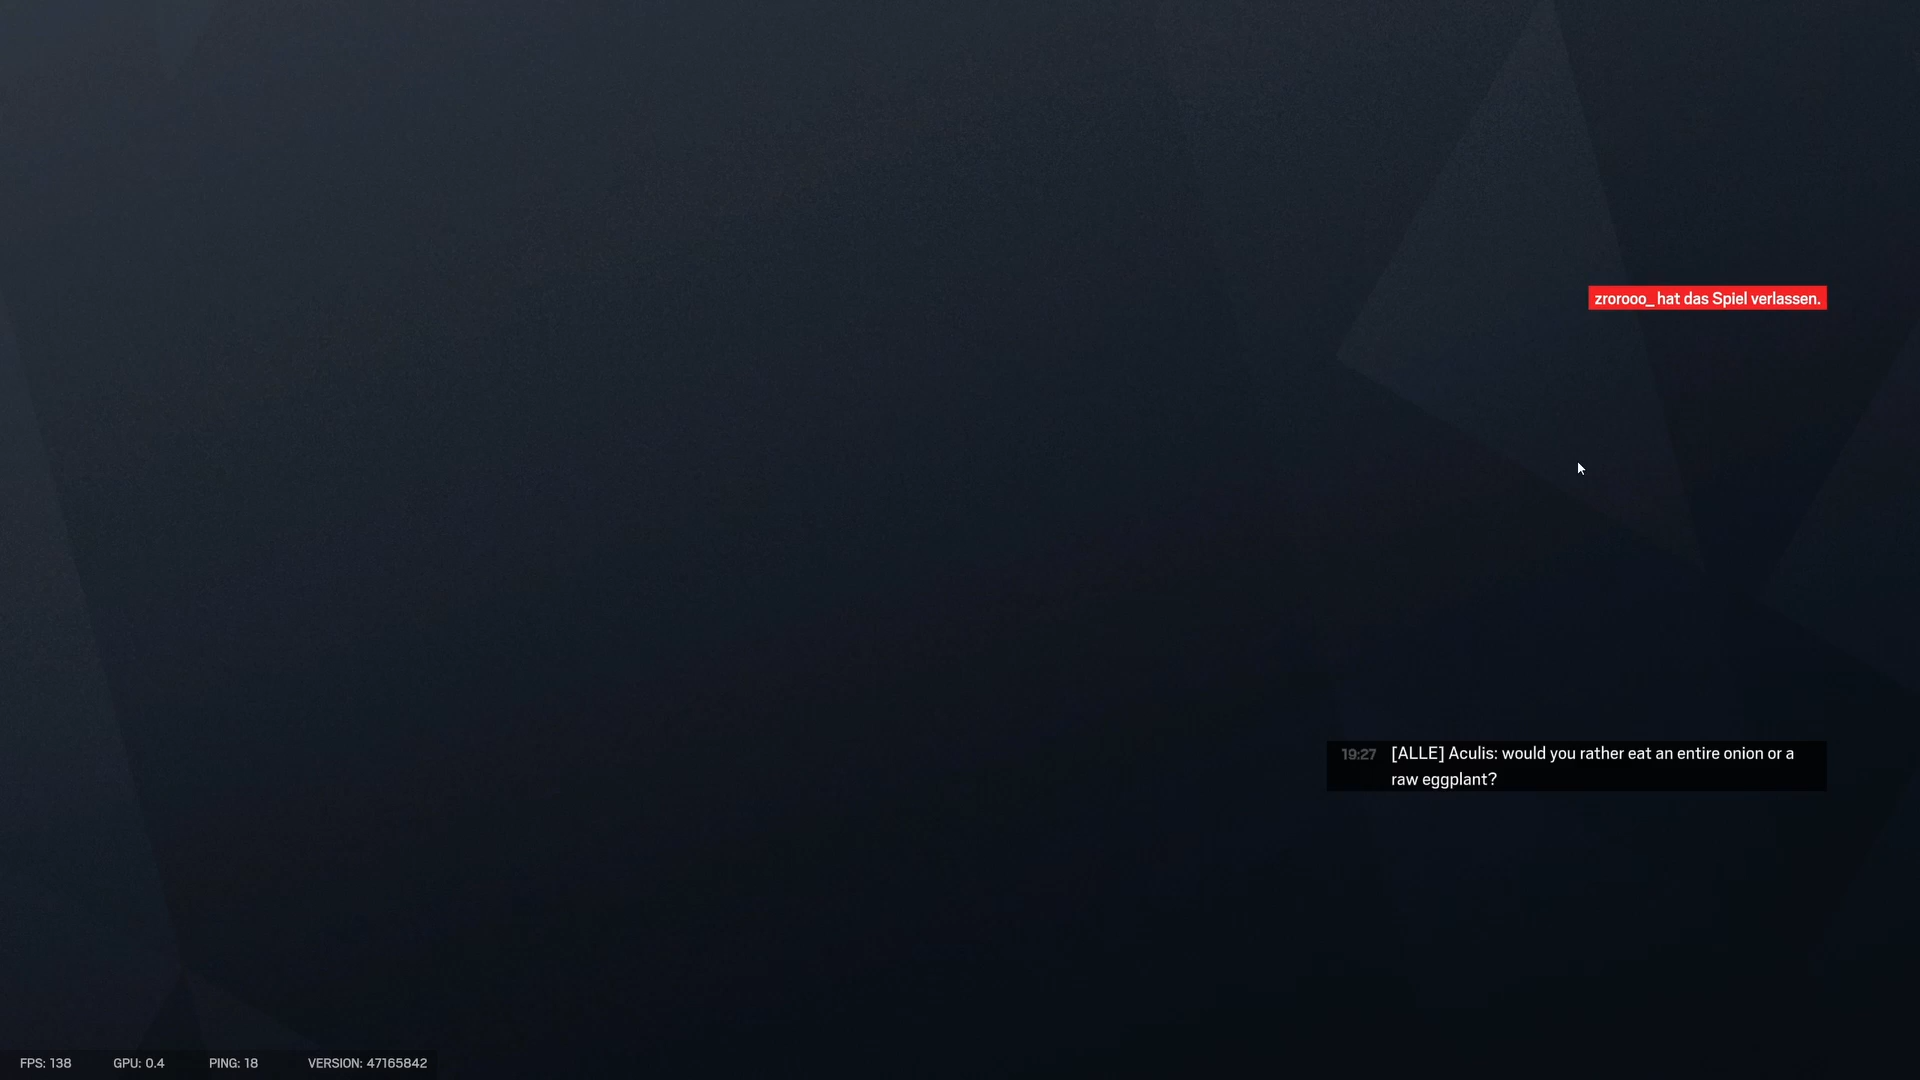 zrorooo_ hat das Spiel verlassen.
19:27 [ALLE] Aculis: would you rather eat an entire onion or a
raw eggplant?
FPS: 138 GPU: 0.4 PING: 18 VERSION: 47165842